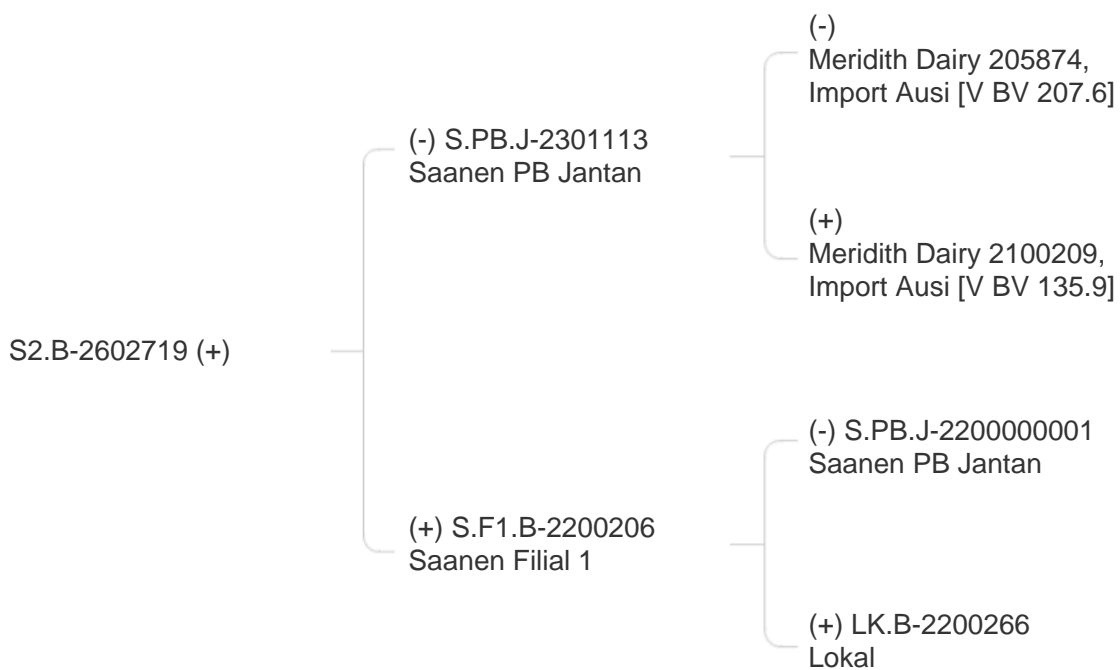 (-)
Meridith Dairy 205874,
Import Ausi [V BV 207.6]
(-) S.PB.J-2301113
Saanen PB Jantan
(+)
Meridith Dairy 2100209,
Import Ausi [V BV 135.9]
S2.B-2602719 (+)
(-) S.PB.J-2200000001
Saanen PB Jantan
(+) S.F1.B-2200206
Saanen Filial 1
(+) LK.B-2200266
Lokal